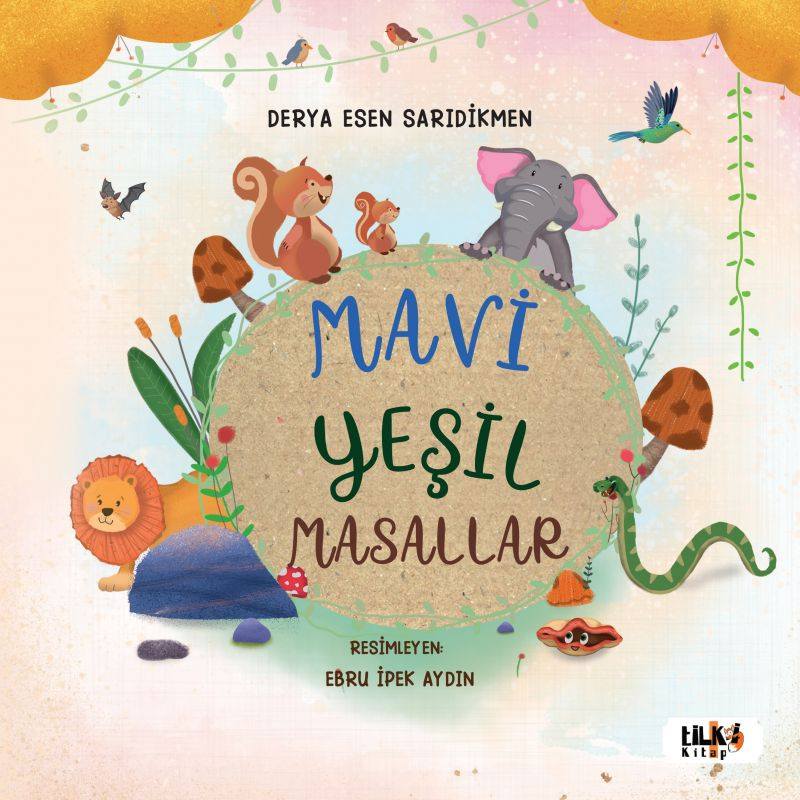 DERYA ESEN SARIDİKMEN
MAVİ
YEŞİL
MASALLAR
RESİMLEYEN:
EBRU İPEK AYDIN
tiLKi
Kitap